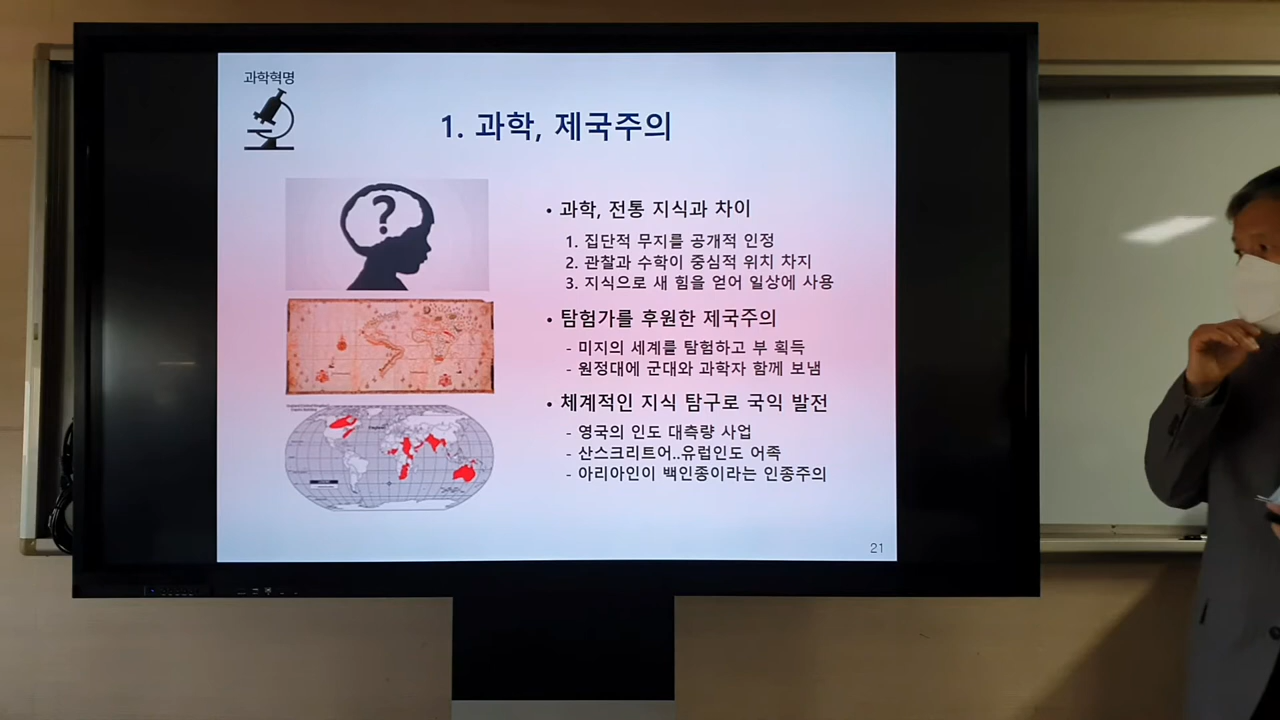 과학혁명
1. 과학, 제국주의
• 과학, 전통 지식과 차이
1. 집단적 무지를 공개적 인정
2. 관찰과 수학이 중심적 위치 차지
3. 지식으로 새 힘을 얻어 일상에 사용
• 탐험가를 후원한 제국주의
- 미지의 세계를 탐험하고 부 획득
- 원정대에 군대와 과학자 함께 보냄
• 체계적인 지식 탐구로 국익 발전
- 영국의 인도 대측량 사업
- 산스크리트어..유럽인도 어족
- 아리아인이 백인종이라는 인종주의
?
21